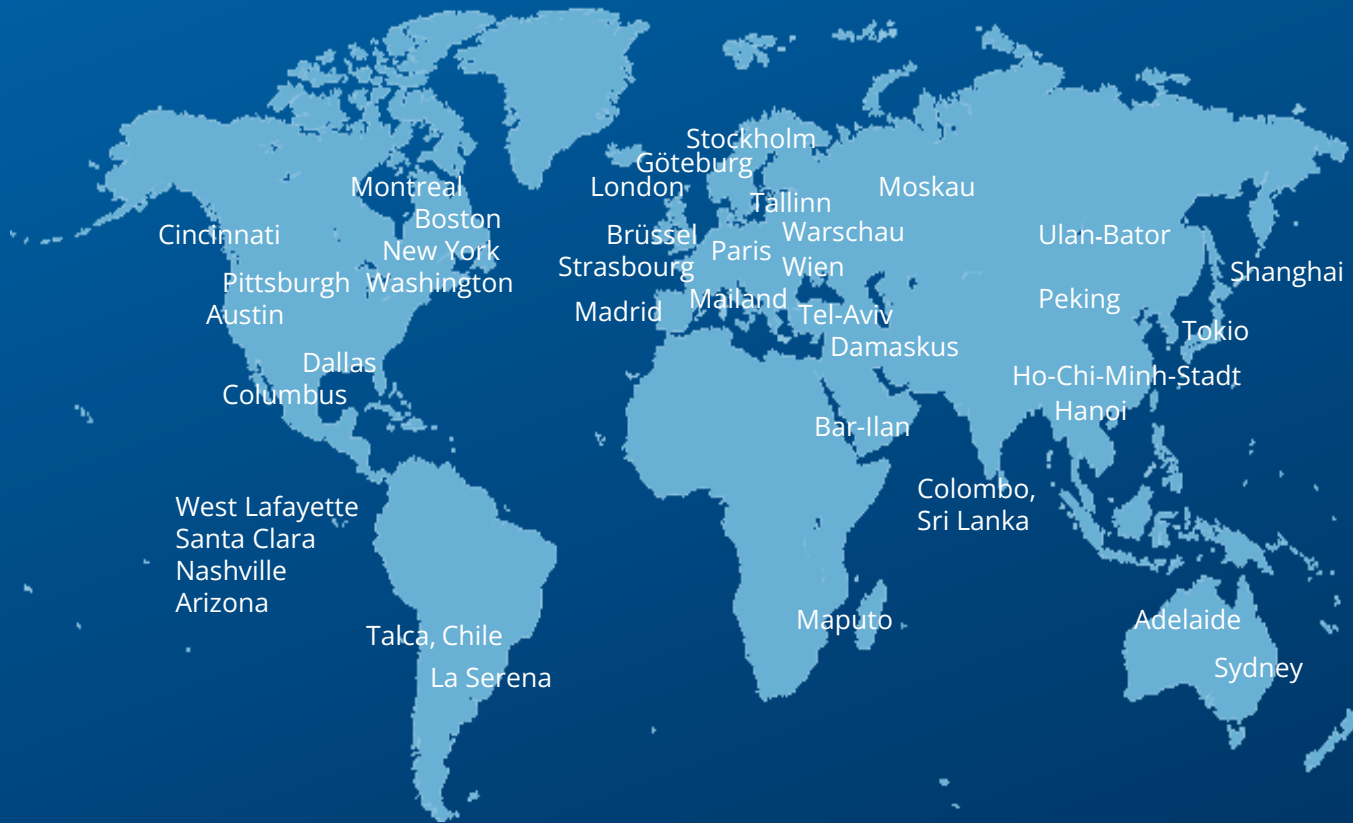 Stockholm
Göteburg
London
Montreal
Moskau
Tallinn
Boston
Cincinnati
Brüssel
Warschau
Ulan-Bator
New York
Paris
Strasbourg
Wien
Shanghai
Pittsburgh
Washington
Mailand
Peking
Madrid
Austin
Tel-Aviv
Tokio
Damaskus
Dallas
Ho-Chi-Minh-Stadt
Columbus
Hanoi
Bar-Ilan
Colombo,
Sri Lanka
West Lafayette
Santa Clara
Nashville
Arizona
Maputo
Adelaide
Talca, Chile
Sydney
La Serena